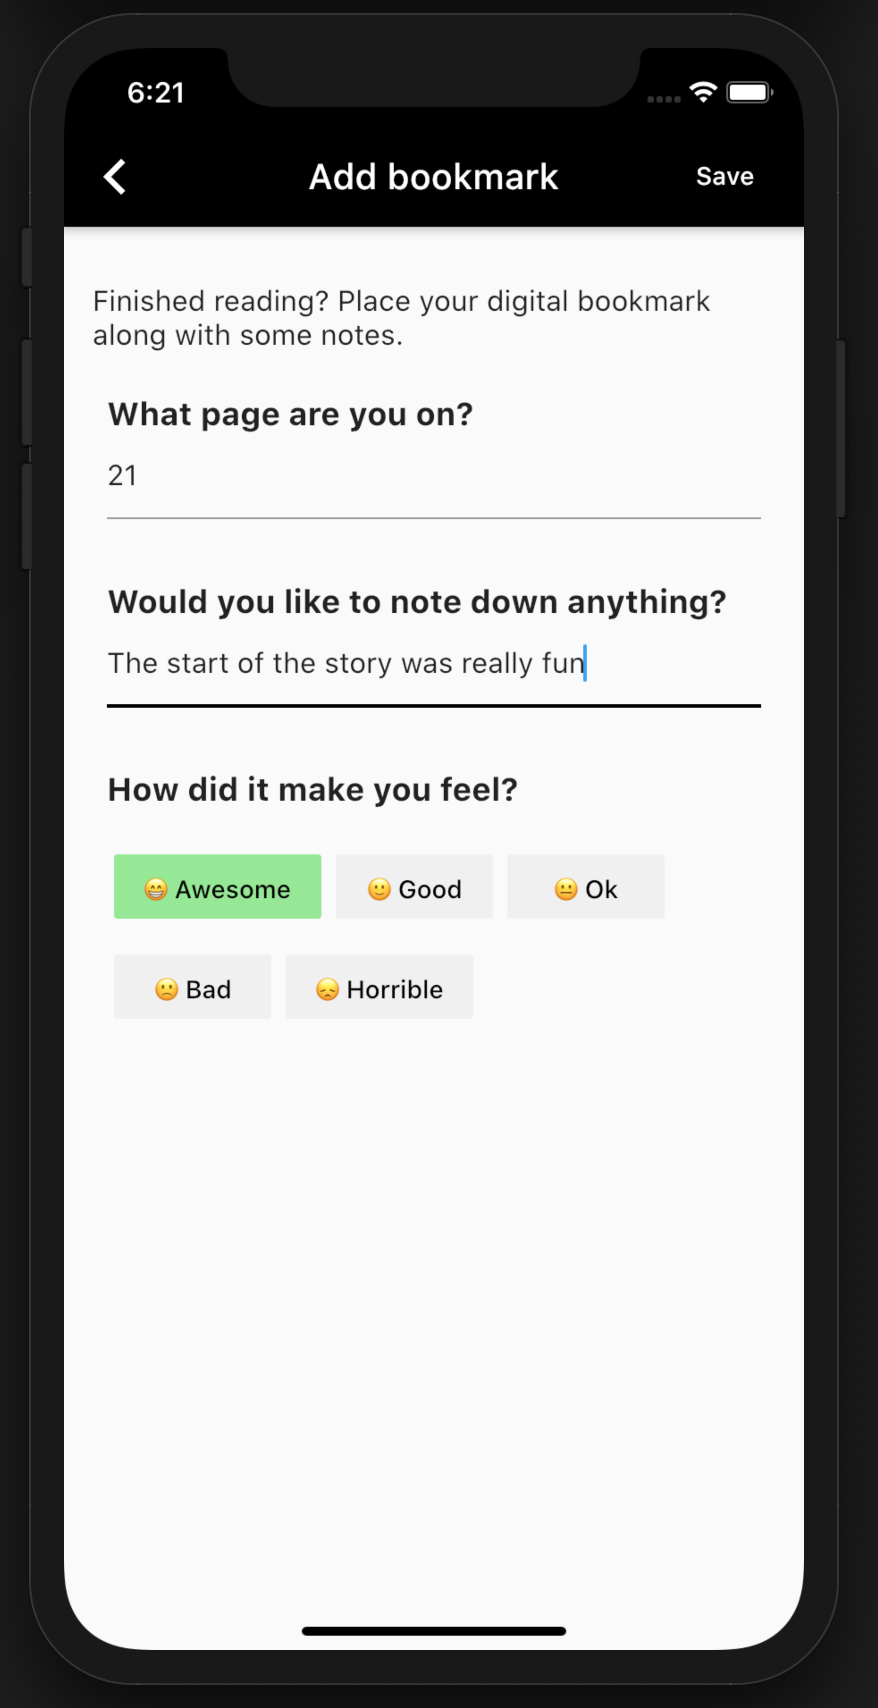 6:21
Add bookmark
Save
Finished reading? Place your digital bookmark
along with some notes.
What page are you on?
21
Would you like to note down anything?
The start of the story was really fun
How did it make you feel?
😁 Awesome
🙂 Good
😐 Ok
🙁 Bad
😞 Horrible